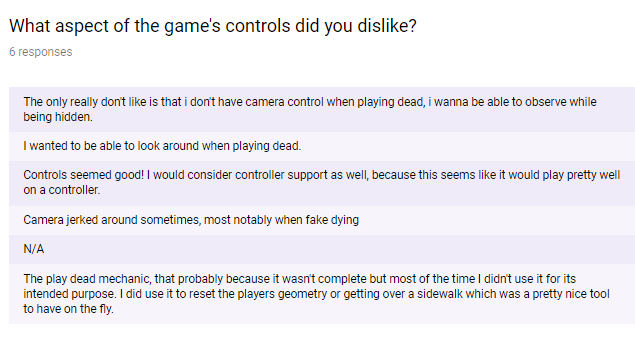 What aspect of the game's controls did you dislike?
6 responses
The only really don't like is that i don't have camera control when playing dead, i wanna be able to observe while
being hidden.
I wanted to be able to look around when playing dead.
Controls seemed good! I would consider controller support as well, because this seems like it would play pretty well
on a controller.
Camera jerked around sometimes, most notably when fake dying
N/A
The play dead mechanic, that probably because it wasn't complete but most of the time I didn't use it for its
intended purpose. I did use it to reset the players geometry or getting over a sidewalk which was a pretty nice tool
to have on the fly.